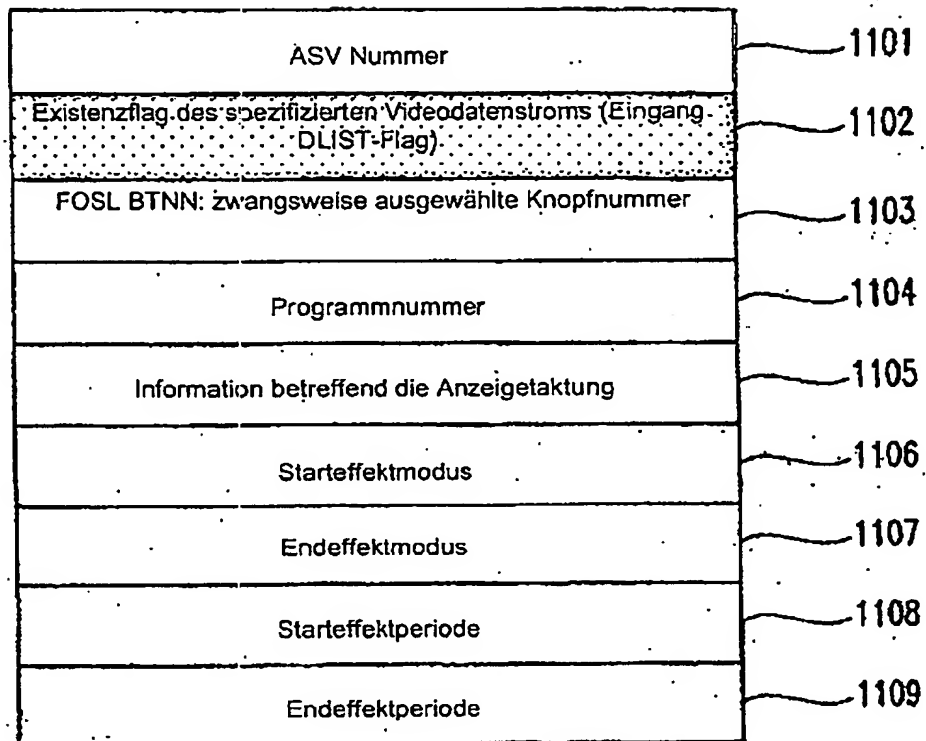 ASV Nummer
1101
Existenzflag des spezifizierten Videodatenstroms (Eingang
DLIST-Flag)
1102
FOSL BTNN: zwangsweise ausgewählte Knopfnummer
1103
Programmnummer
1104
Information betreffend die Anzeigetaktung
1105
Starteffektmodus
1106
Endeffektmodus
1107
Starteffektperiode
1108
Endeffektperiode
1109